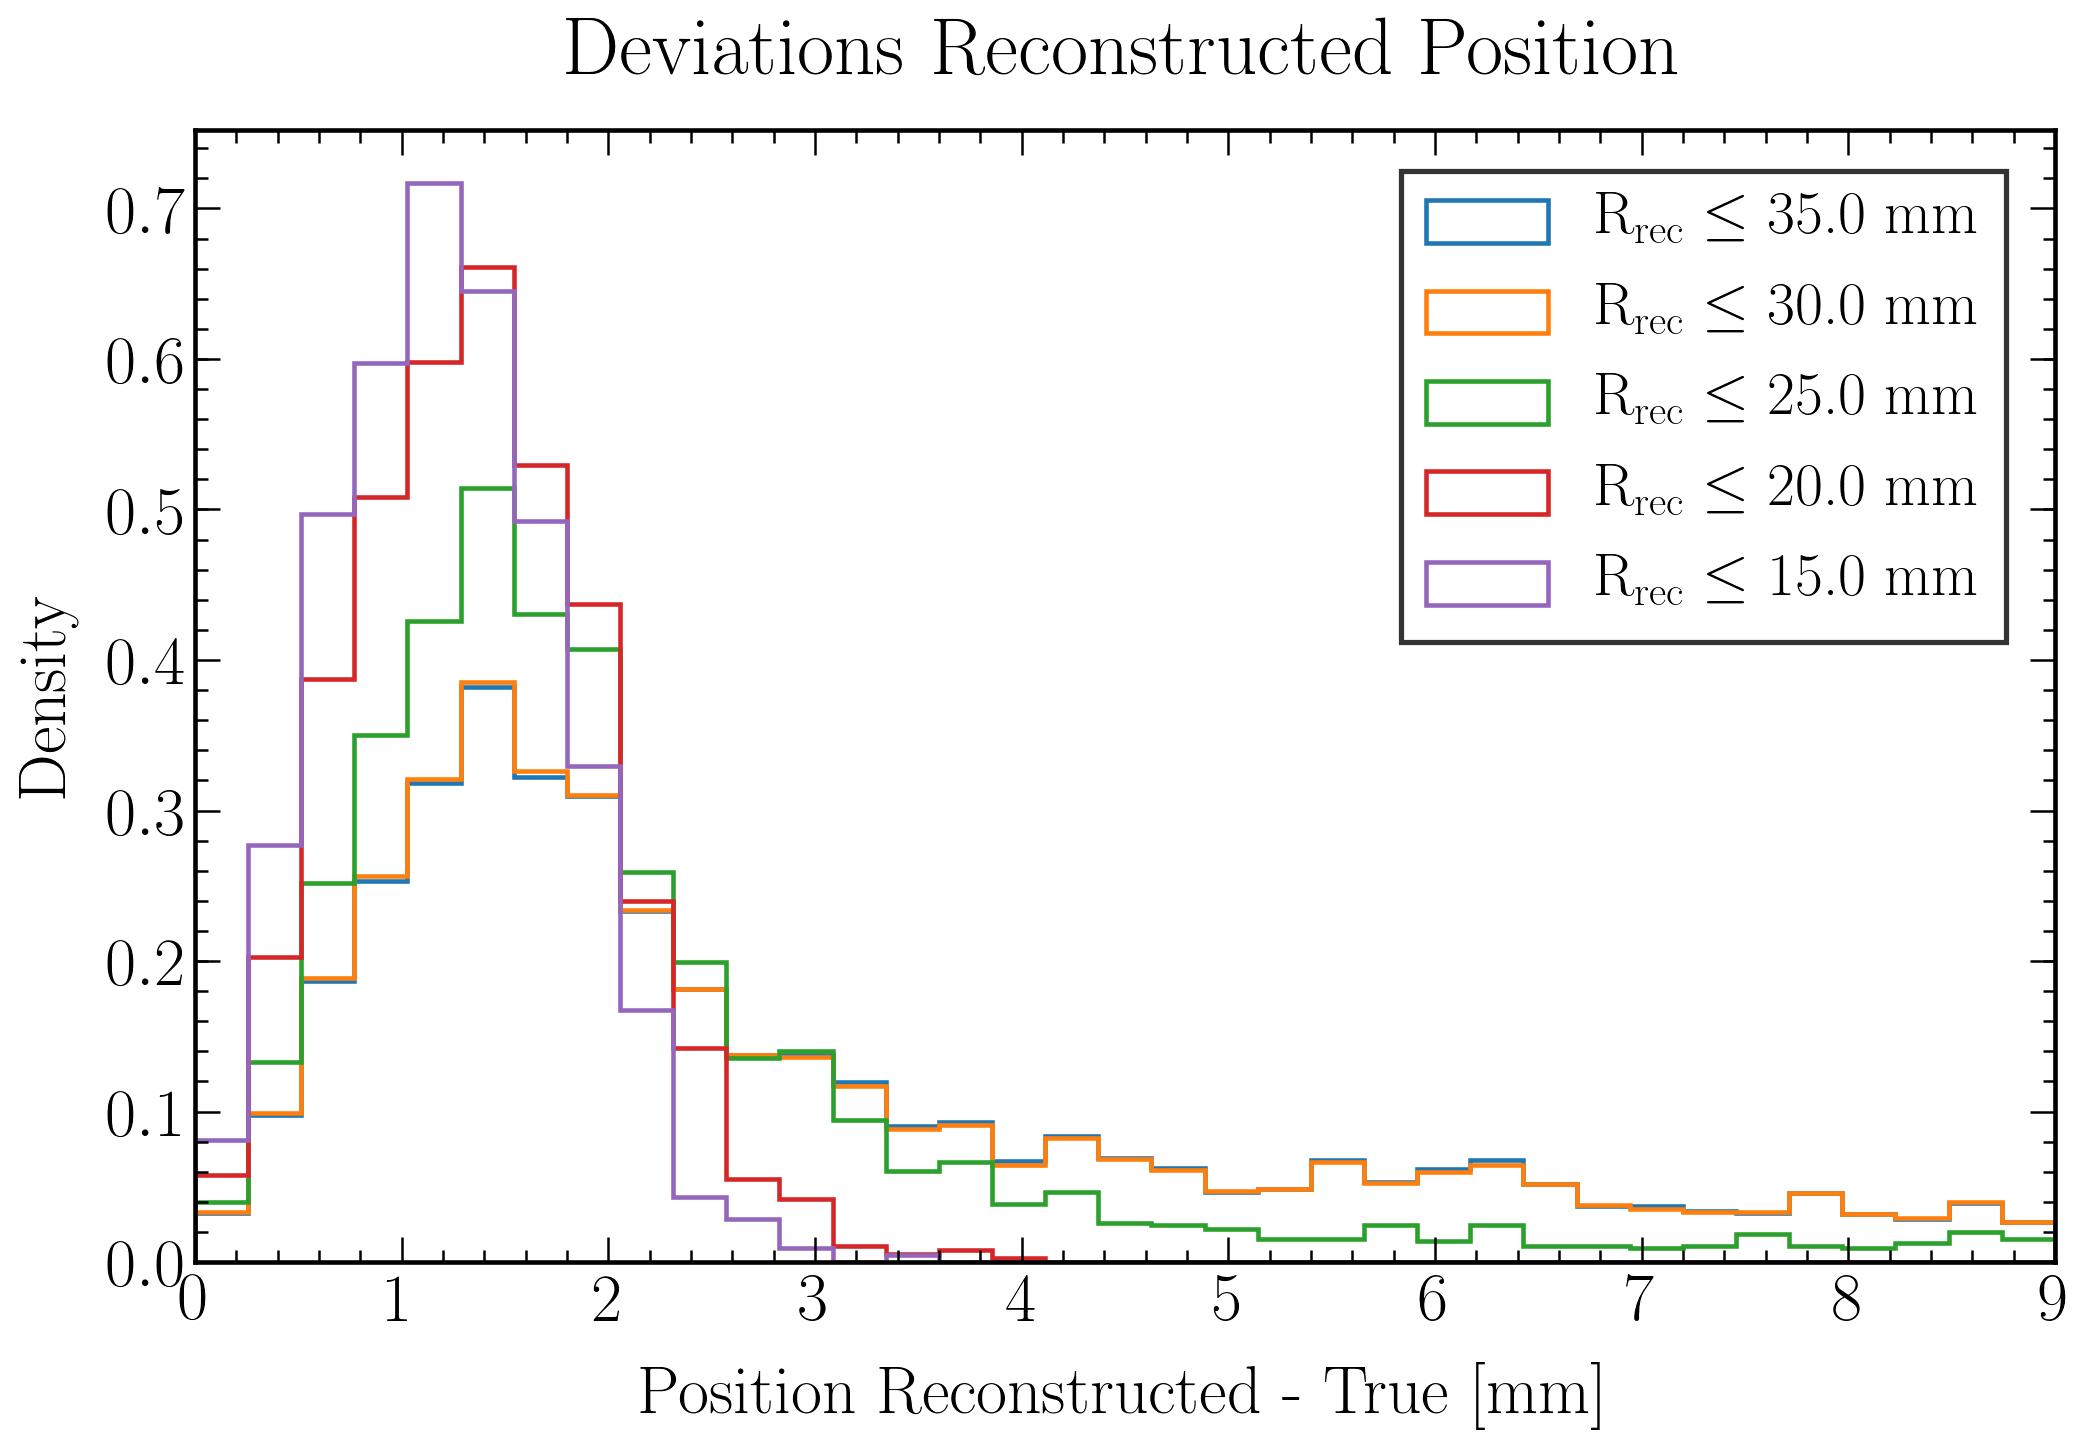 Deviations Reconstructed Position
0.7
0.6
0.5
0.4
0.3
0.2
0.1
0.0
Density
R_rec ≤ 35.0 mm
R_rec ≤ 30.0 mm
R_rec ≤ 25.0 mm
R_rec ≤ 20.0 mm
R_rec ≤ 15.0 mm
0 1 2 3 4 5 6 7 8 9
Position Reconstructed - True [mm]